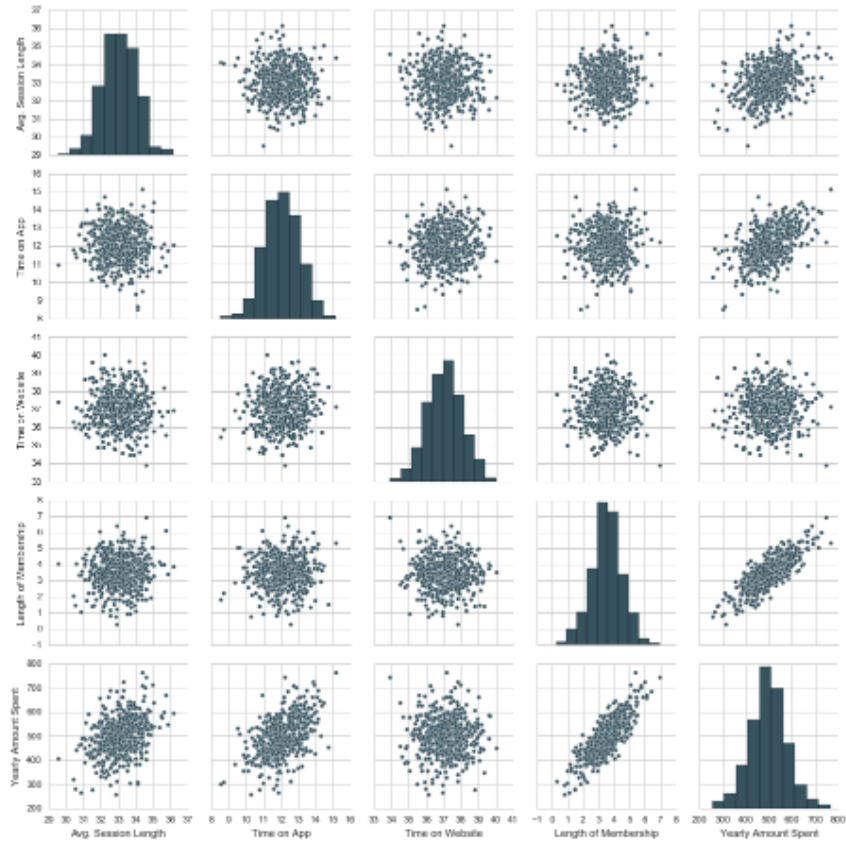 37
36
35
34
33
32
31
30
29
Avg. Session Length
16
15
14
13
12
11
10
9
8
Time on App
41
40
39
38
37
36
35
34
33
Time on Website
8
7
6
5
4
3
2
1
0
−1
Length of Membership
800
700
600
500
400
300
200
Yearly Amount Spent
29 30 31 32 33 34 35 36 37
8 9 10 11 12 13 14 15 16
33 34 35 36 37 38 39 40 41
−1 0 1 2 3 4 5 6 7 8
200 300 400 500 600 700 800
Avg. Session Length
Time on App
Time on Website
Length of Membership
Yearly Amount Spent